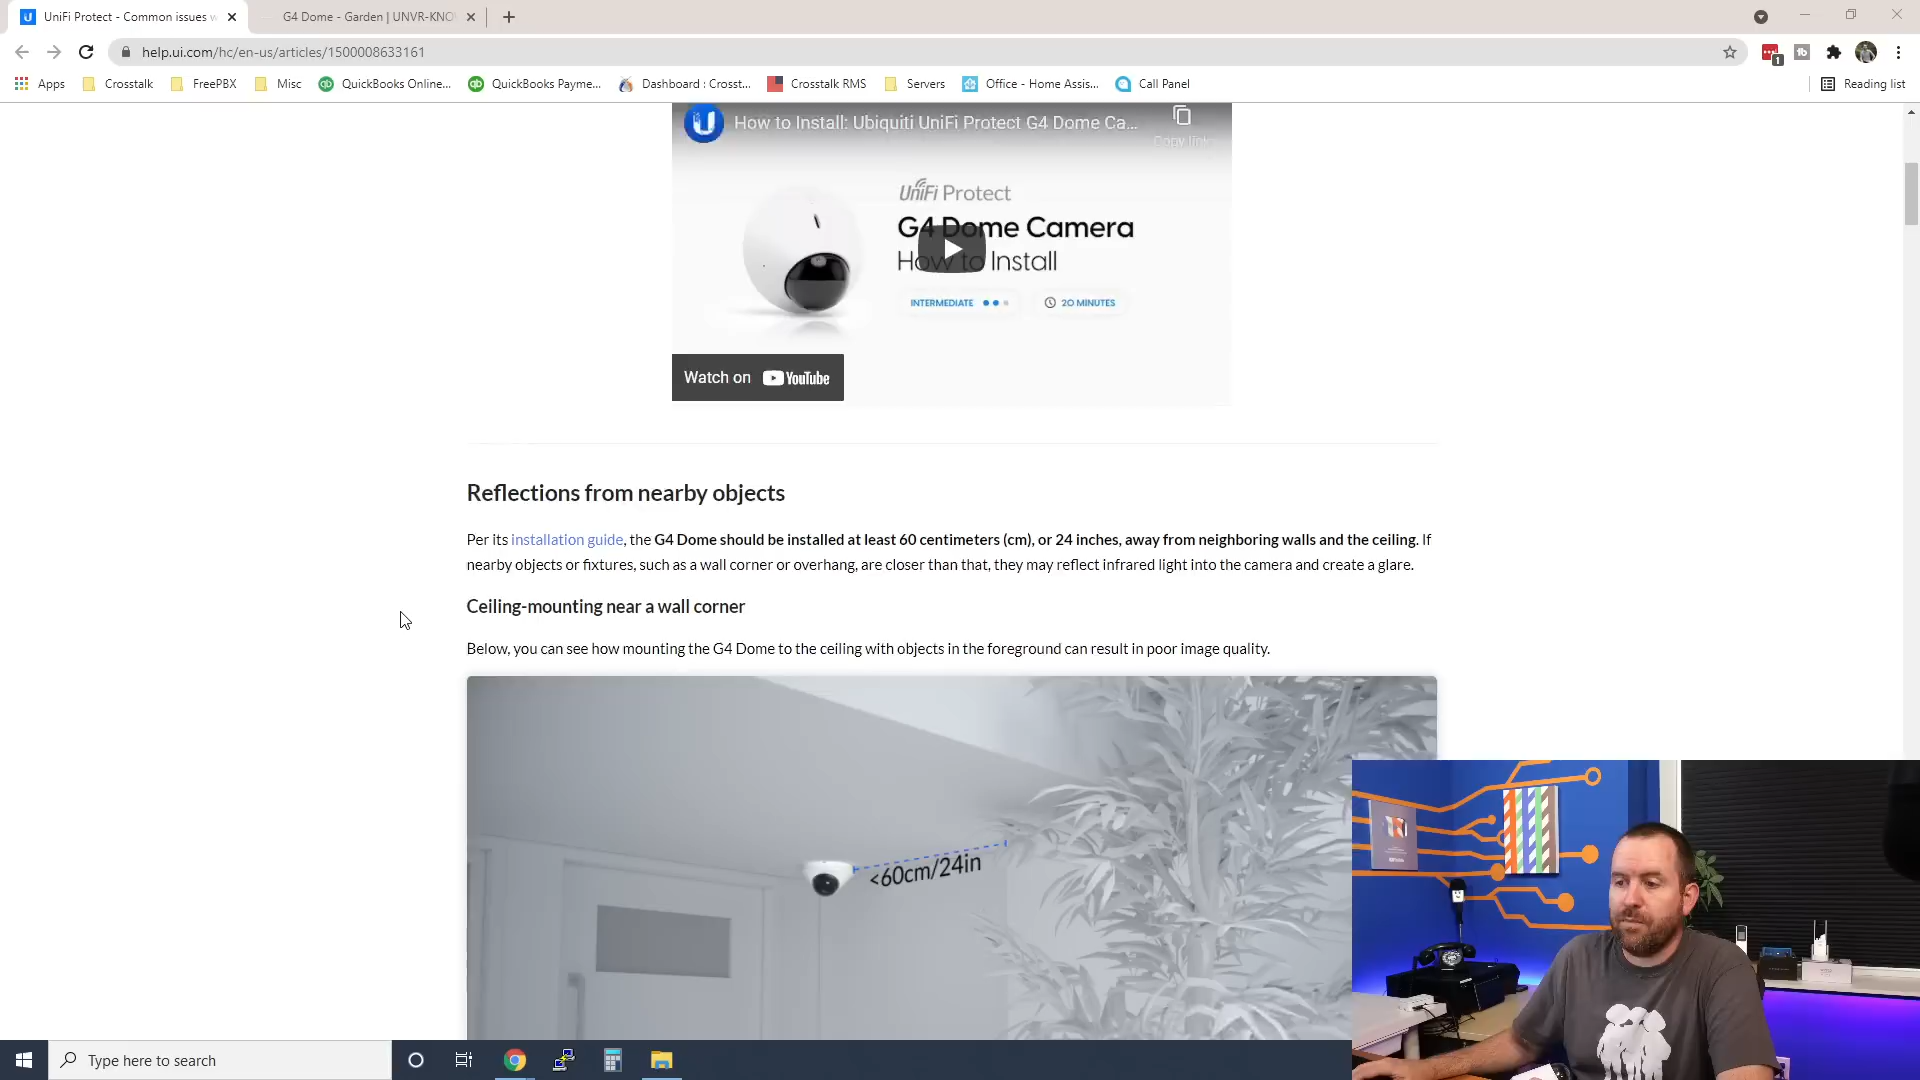 UniFi Protect - Common issues w
G4 Dome - Garden | UNVR-KNO
help.ui.com/hc/en-us/articles/1500008633161
1
Apps
Crosstalk
FreePBX
Misc
QuickBooks Online...
QuickBooks Payme...
Dashboard : Crosst...
Crosstalk RMS
Servers
Office - Home Assis...
Call Panel
Reading list
How to Install: Ubiquiti UniFi Protect G4 Dome Ca...
Copy link
UniFi Protect
G4 Dome Camera
How to Install
INTERMEDIATE
20 MINUTES
Watch on YouTube
Reflections from nearby objects
Per its installation guide, the G4 Dome should be installed at least 60 centimeters (cm), or 24 inches, away from neighboring walls and the ceiling. If
nearby objects or fixtures, such as a wall corner or overhang, are closer than that, they may reflect infrared light into the camera and create a glare.
Ceiling-mounting near a wall corner
Below, you can see how mounting the G4 Dome to the ceiling with objects in the foreground can result in poor image quality.
<60cm/24in
Type here to search